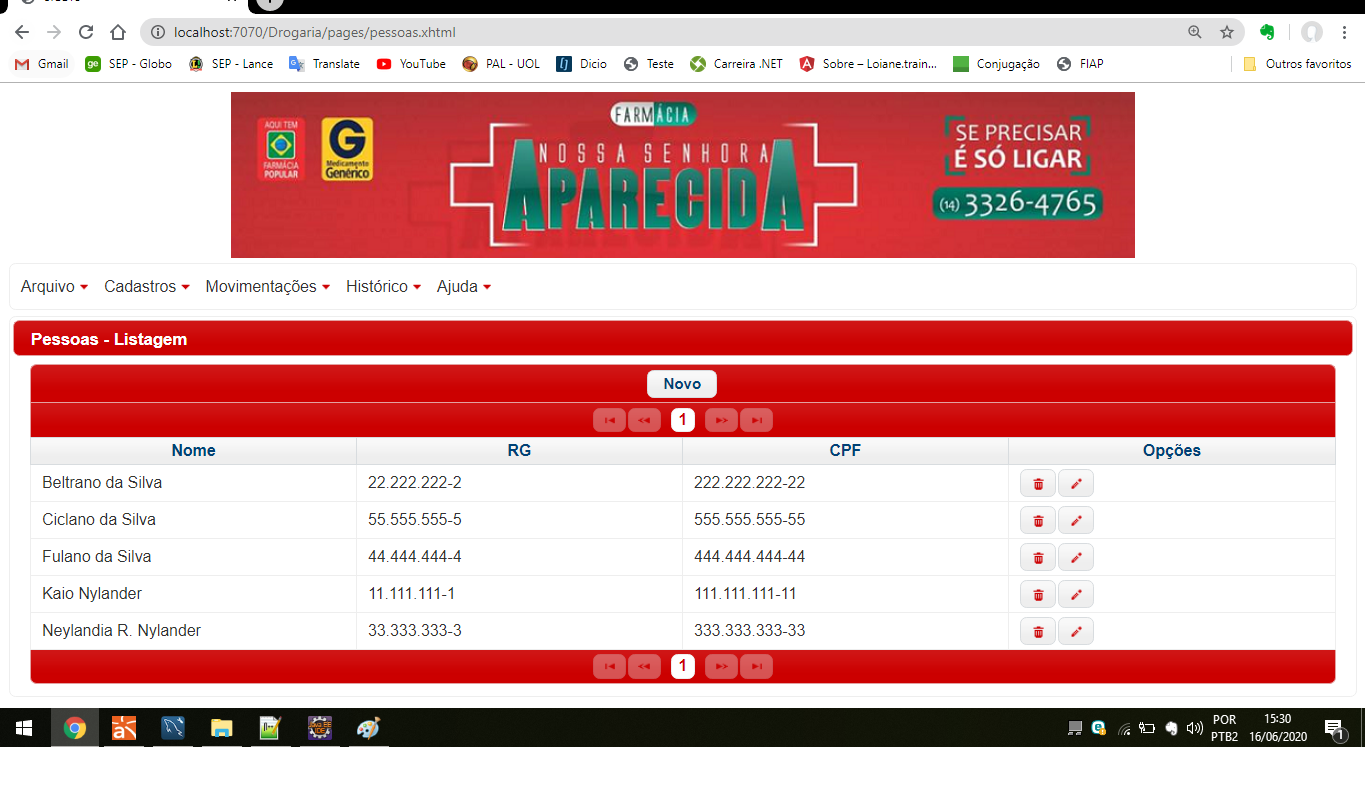 localhost:7070/Drogaria/pages/pessoas.xhtml
Gmail SEP - Globo SEP - Lance Translate YouTube PAL - UOL Dicio Teste Carreira .NET Sobre – Loiane.train... Conjugação FIAP Outros favoritos
FARMÁCIA
AQUI TEM
FARMÁCIA
POPULAR
G
Medicamento
Genérico
NOSSA SENHORA
APARECIDA
SE PRECISAR
É SÓ LIGAR
(14) 3326-4765
Arquivo Cadastros Movimentações Histórico Ajuda
Pessoas - Listagem
Novo
1
Nome RG CPF Opções
Beltrano da Silva 22.222.222-2 222.222.222-22
Ciclano da Silva 55.555.555-5 555.555.555-55
Fulano da Silva 44.444.444-4 444.444.444-44
Kaio Nylander 11.111.111-1 111.111.111-11
Neylandia R. Nylander 33.333.333-3 333.333.333-33
1
POR 15:30
PTB2 16/06/2020 1